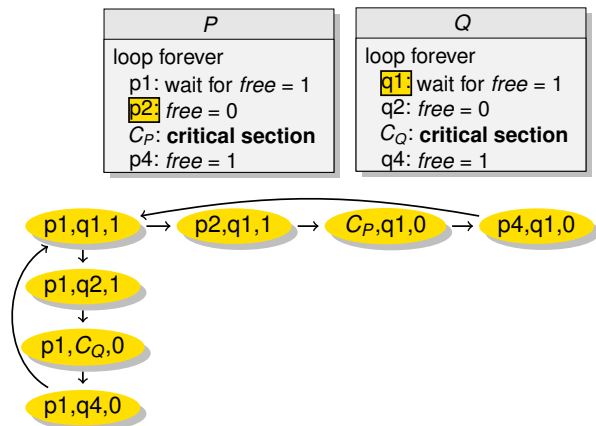 P
loop forever
p1: wait for free = 1
p2: free = 0
CP: critical section
p4: free = 1
Q
loop forever
q1: wait for free = 1
q2: free = 0
CQ: critical section
q4: free = 1
p1,q1,1
p2,q1,1
CP,q1,0
p4,q1,0
p1,q2,1
p1,CQ,0
p1,q4,0